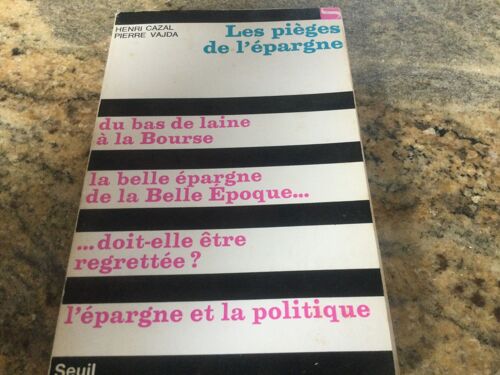 HENRI CAZAL
PIERRE VAJDA
Les pièges
de l'épargne
du bas de laine
à la Bourse
la belle épargne
de la Belle Époque...
...doit-elle être
regrettée?
l'épargne et la politique
Seuil